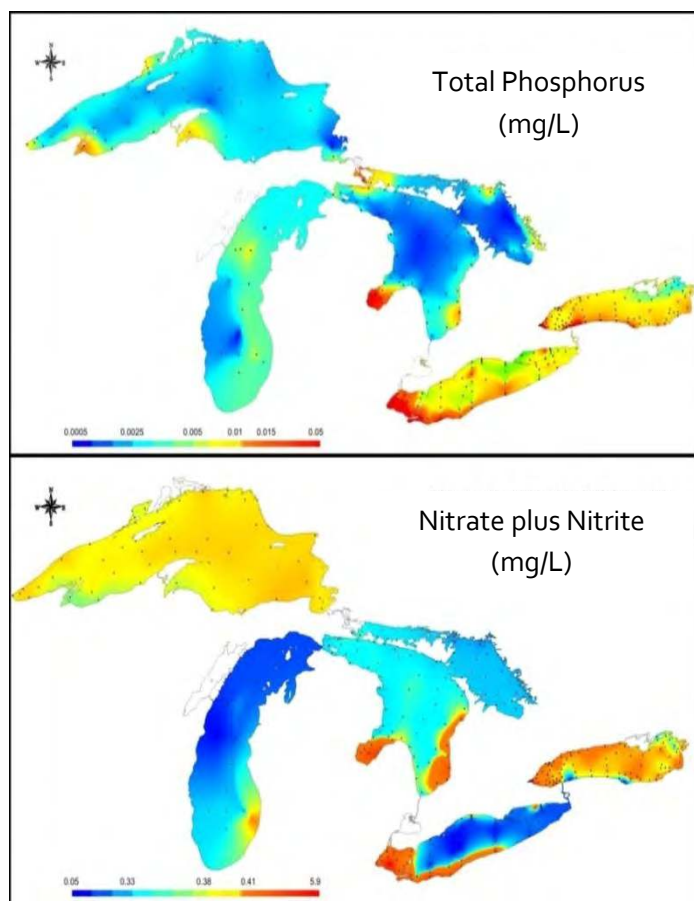 N
W E
S
Total Phosphorus
(mg/L)
0.0005 0.0025 0.005 0.01 0.015 0.05
N
W E
S
Nitrate plus Nitrite
(mg/L)
0.05 0.33 0.38 0.41 5.9